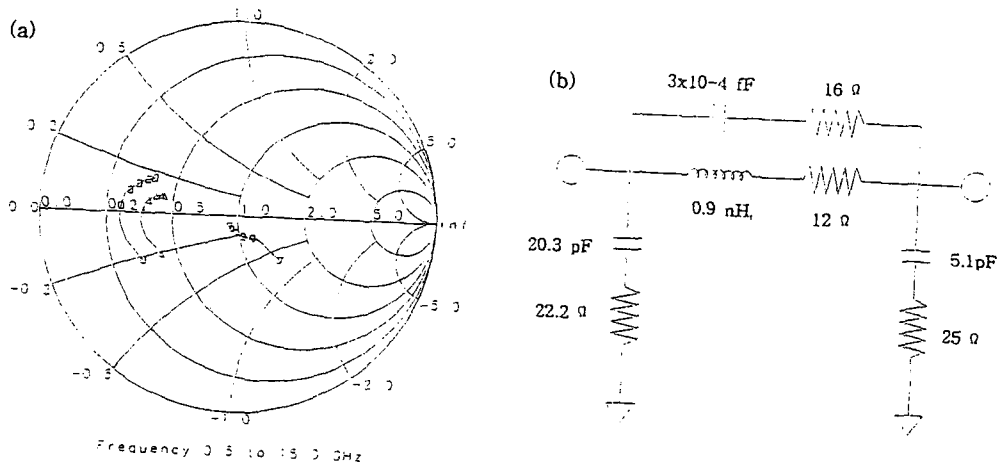 (a)
1.0
0.5
2.0
0.2
5.0
0.0
0.2
0.5
1.0
2.0
5.0
inf
-0.2
-5.0
-0.5
-2.0
-1.0
Frequency 0.5 to 15.0 GHz
(b)
3x10-4 fF
16 Ω
0.9 nH,
12 Ω
20.3 pF
5.1pF
22.2 Ω
25 Ω